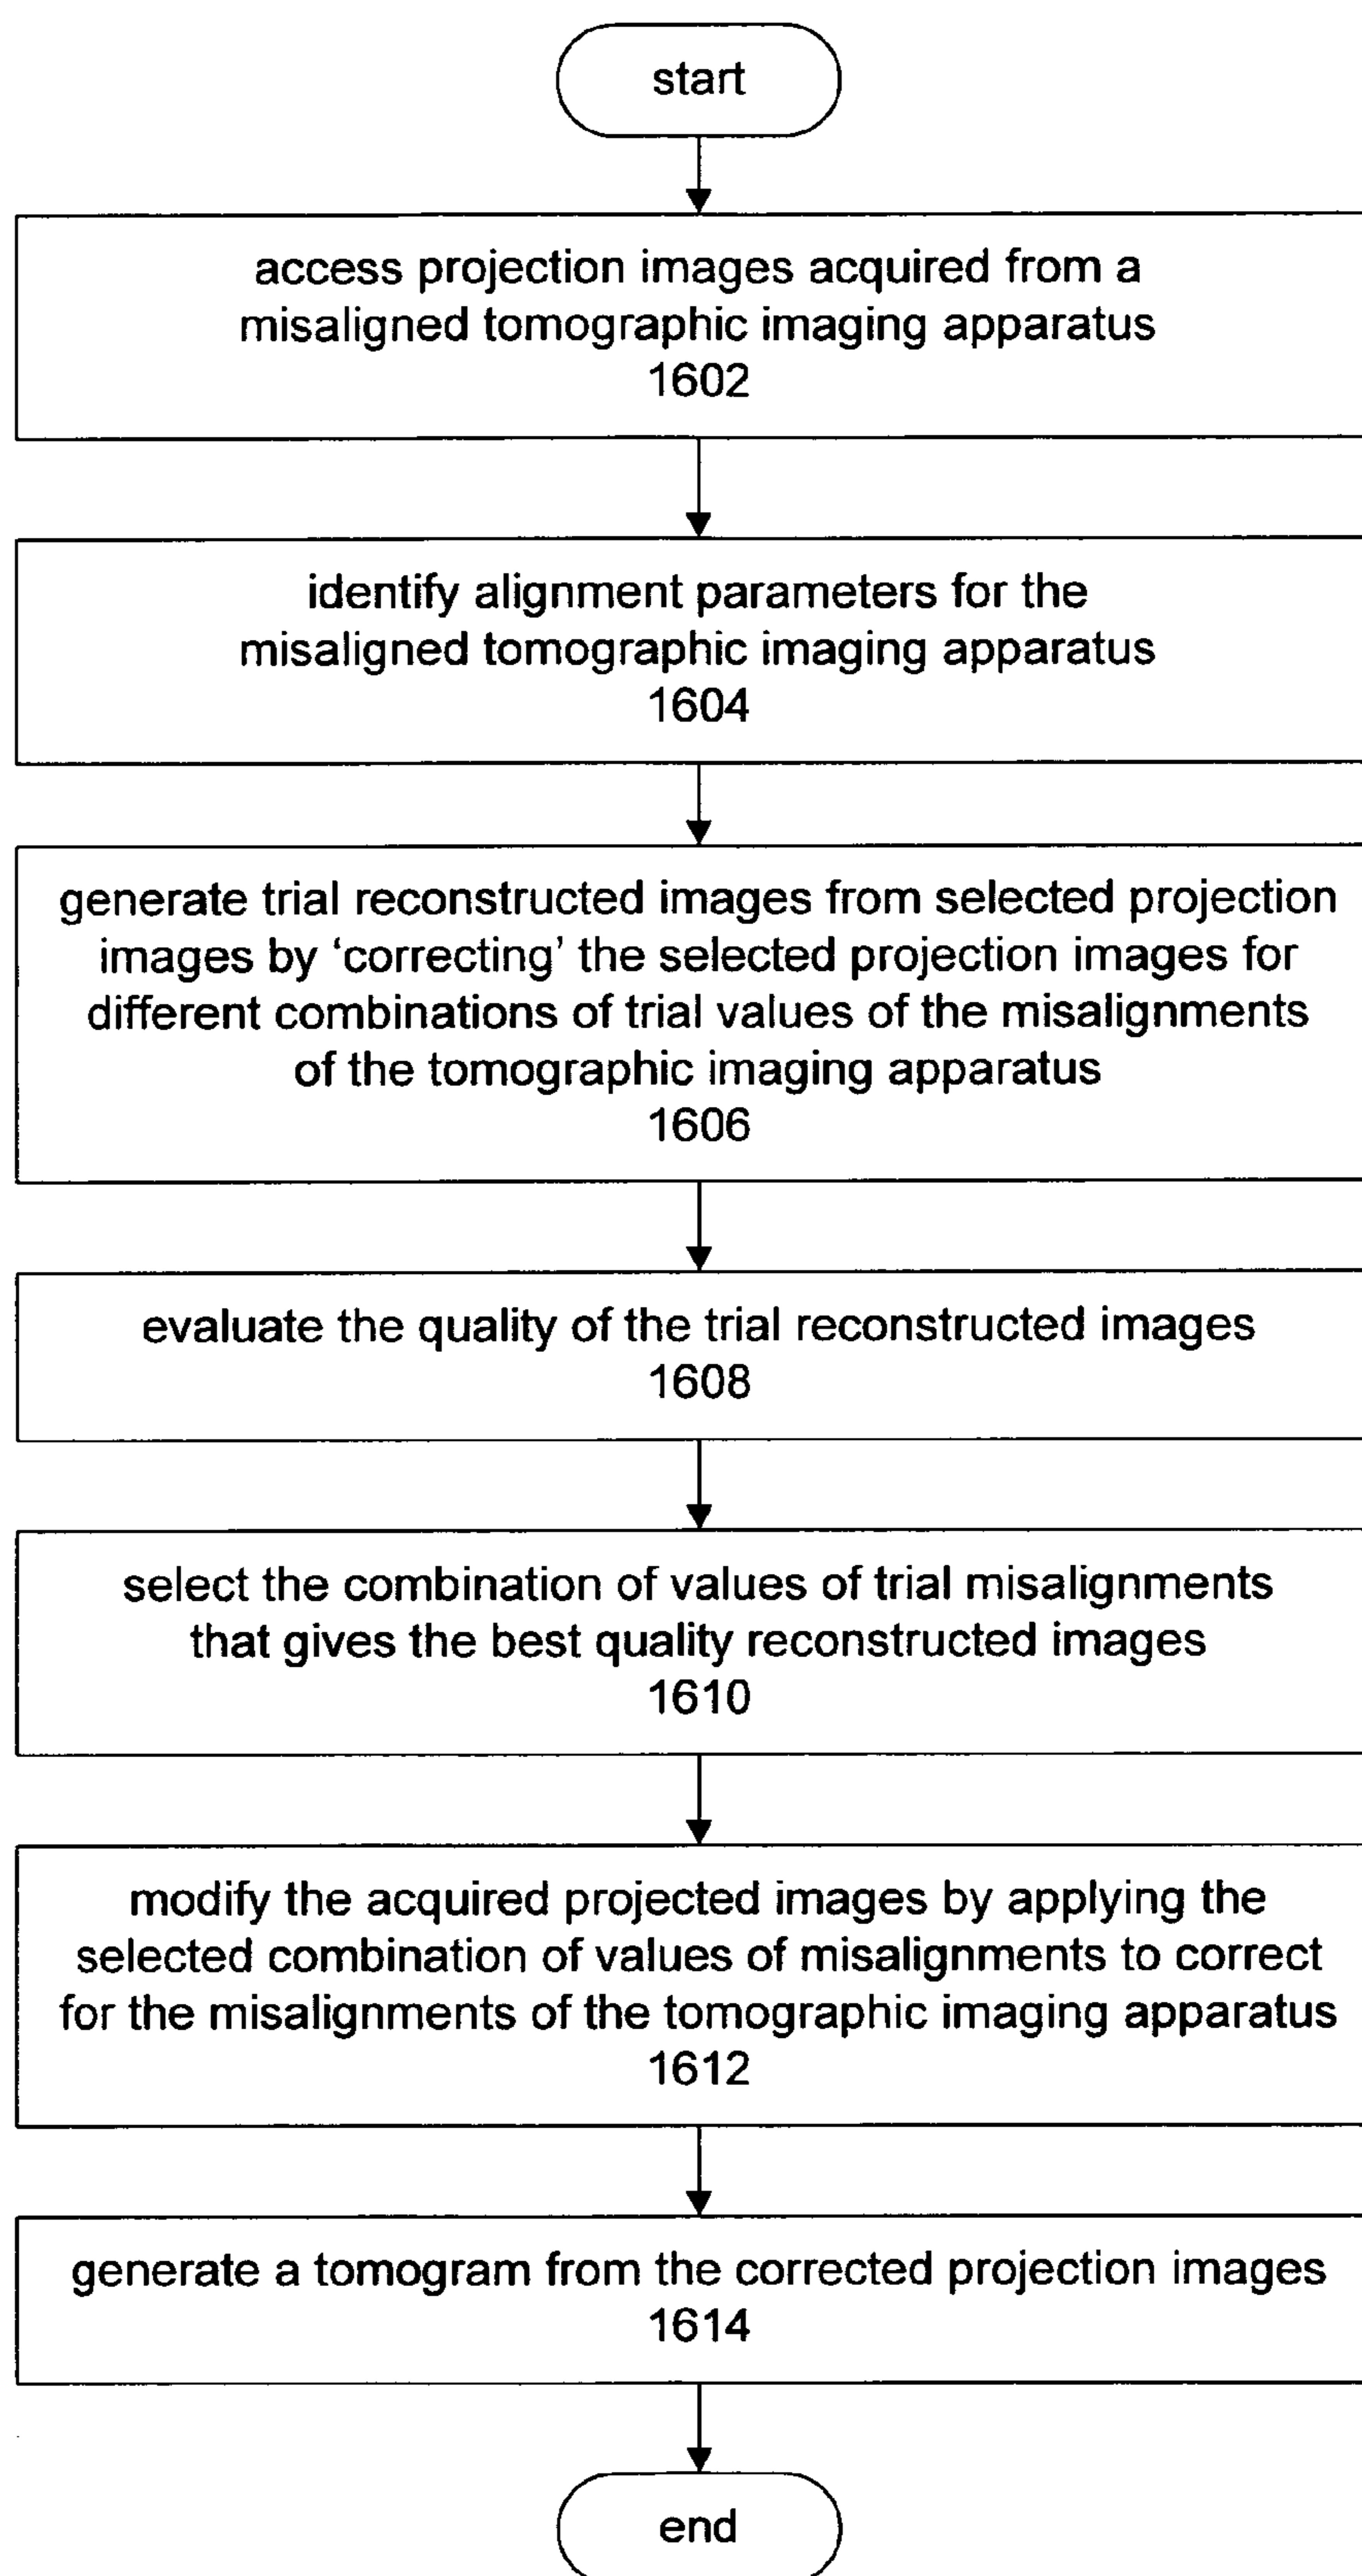 start
access projection images acquired from a
misaligned tomographic imaging apparatus
1602
identify alignment parameters for the
misaligned tomographic imaging apparatus
1604
generate trial reconstructed images from selected projection
images by ‘correcting’ the selected projection images for
different combinations of trial values of the misalignments
of the tomographic imaging apparatus
1606
evaluate the quality of the trial reconstructed images
1608
select the combination of values of trial misalignments
that gives the best quality reconstructed images
1610
modify the acquired projected images by applying the
selected combination of values of misalignments to correct
for the misalignments of the tomographic imaging apparatus
1612
generate a tomogram from the corrected projection images
1614
end